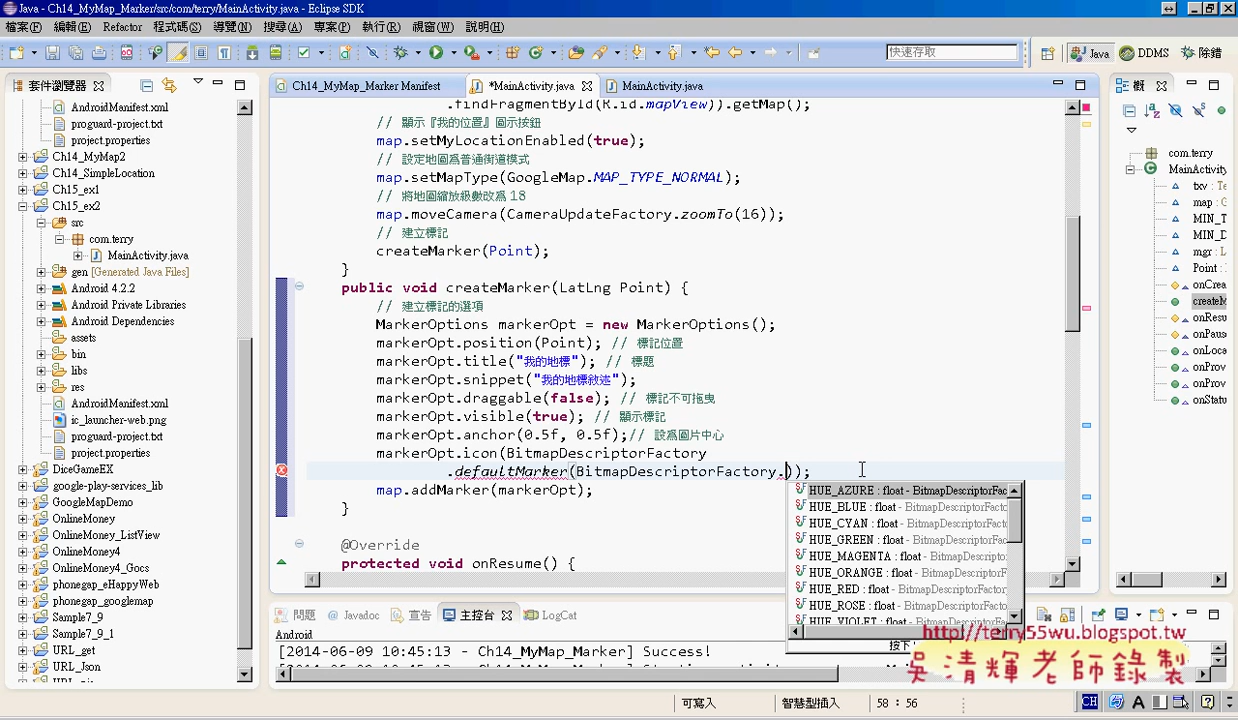 Java - Ch14_MyMap_Marker/src/com/terry/MainActivity.java - Eclipse SDK
檔案(F) 編輯(E) Refactor 程式碼(S) 導覽(N) 搜尋(A) 專案(P) 執行(R) 視窗(W) 說明(H)
快速存取
Java DDMS 除錯
套件瀏覽器
AndroidManifest.xml
proguard-project.txt
project.properties
Ch14_MyMap2
Ch14_SimpleLocation
Ch15_ex1
Ch15_ex2
src
com.terry
MainActivity.java
gen [Generated Java Files]
Android 4.2.2
Android Private Libraries
Android Dependencies
assets
bin
libs
res
AndroidManifest.xml
ic_launcher-web.png
proguard-project.txt
project.properties
DiceGameEX
google-play-services_lib
GoogleMapDemo
OnlineMoney
OnlineMoney_ListView
OnlineMoney4
OnlineMoney4_Gocs
phonegap_eHappyWeb
phonegap_googlemap
Sample7_9
Sample7_9_1
URL_get
URL_Json
Ch14_MyMap_Marker Manifest *MainActivity.java MainActivity.java
.findFragmentById(R.id.mapView)).getMap();
// 顯示『我的位置』圖示按鈕
map.setMyLocationEnabled(true);
// 設定地圖為普通街道模式
map.setMapType(GoogleMap.MAP_TYPE_NORMAL);
// 將地圖縮放級數改為 18
map.moveCamera(CameraUpdateFactory.zoomTo(16));
// 建立標記
createMarker(Point);
}
public void createMarker(LatLng Point) {
// 建立標記的選項
MarkerOptions markerOpt = new MarkerOptions();
markerOpt.position(Point); // 標記位置
markerOpt.title("我的地標"); // 標題
markerOpt.snippet("我的地標敘述");
markerOpt.draggable(false); // 標記不可拖曳
markerOpt.visible(true); // 顯示標記
markerOpt.anchor(0.5f, 0.5f);// 設為圖片中心
markerOpt.icon(BitmapDescriptorFactory
.defaultMarker(BitmapDescriptorFactory.));
map.addMarker(markerOpt);
}
@Override
protected void onResume() {
HUE_AZURE : float - BitmapDescriptorFac
HUE_BLUE : float - BitmapDescriptorFacto
HUE_CYAN : float - BitmapDescriptorFacto
HUE_GREEN : float - BitmapDescriptorFac
HUE_MAGENTA : float - BitmapDescripto
HUE_ORANGE : float - BitmapDescriptorF
HUE_RED : float - BitmapDescriptorFacto
HUE_ROSE : float - BitmapDescriptorFacto
HUE_VIOLET : float - BitmapDescriptorF
按下
概
com.terry
MainActivity
txv : Te
map : G
MIN_T
MIN_D
mgr : L
Point :
onCrea
createM
onResu
onPaus
onLoca
onProv
onProv
onStatu
問題 Javadoc 宣告 主控台 LogCat
Android
[2014-06-09 10:45:13 - Ch14_MyMap_Marker] Success!
http://terry55wu.blogspot.tw
吳清輝老師錄製
可寫入 智慧型插入 58 : 56
CH